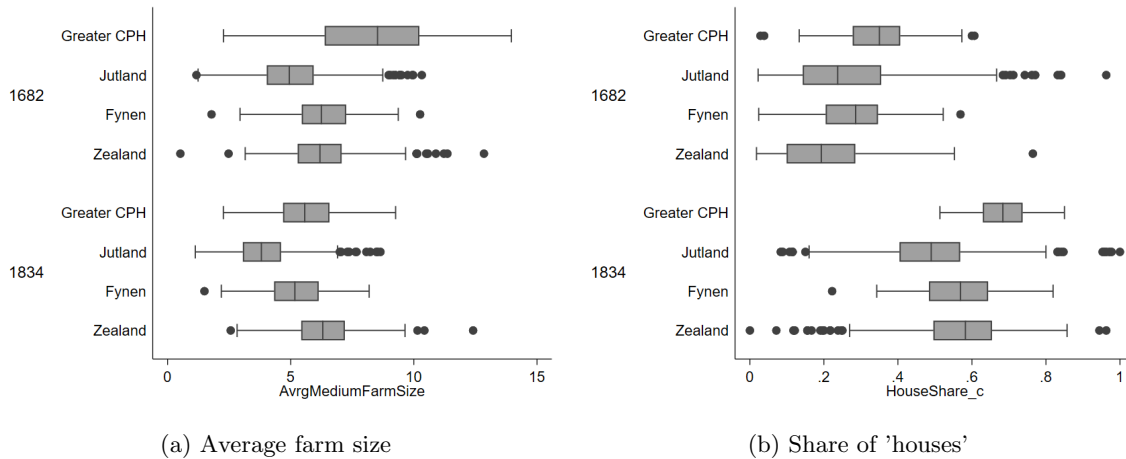 Greater CPH
Jutland
1682
Fynen
Zealand
Greater CPH
Jutland
1834
Fynen
Zealand
0 5 10 15
AvrgMediumFarmSize
(a) Average farm size
Greater CPH
Jutland
1682
Fynen
Zealand
Greater CPH
Jutland
1834
Fynen
Zealand
0 .2 .4 .6 .8 1
HouseShare_c
(b) Share of ’houses’